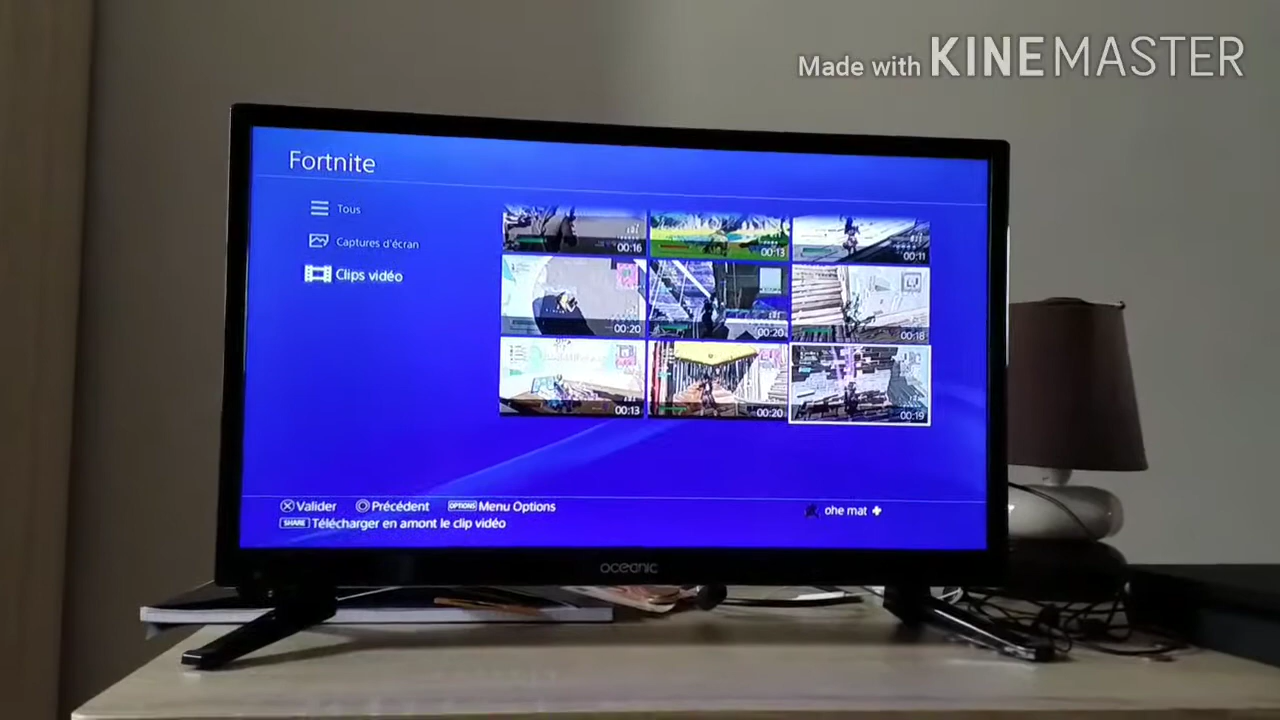 Made with KINEMASTER
Fortnite
Tous
Captures d'écran
Clips vidéo
00:16
00:13
00:11
00:20
00:20
00:18
00:13
00:20
00:19
Valider
Précédent
OPTIONS Menu Options
SHARE Télécharger en amont le clip vidéo
ohe mat
oceanic